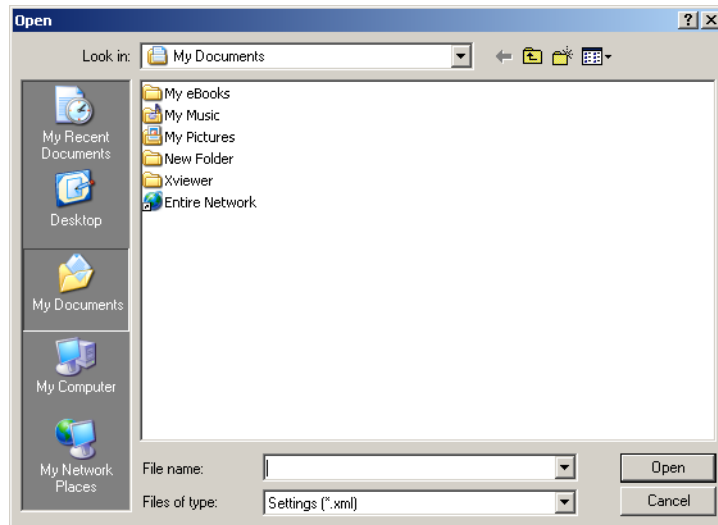 Open
Look in: My Documents
My Recent
Documents
Desktop
My Documents
My Computer
My Network
Places
My eBooks
My Music
My Pictures
New Folder
Xviewer
Entire Network
File name: Open
Files of type: Settings (*.xml) Cancel